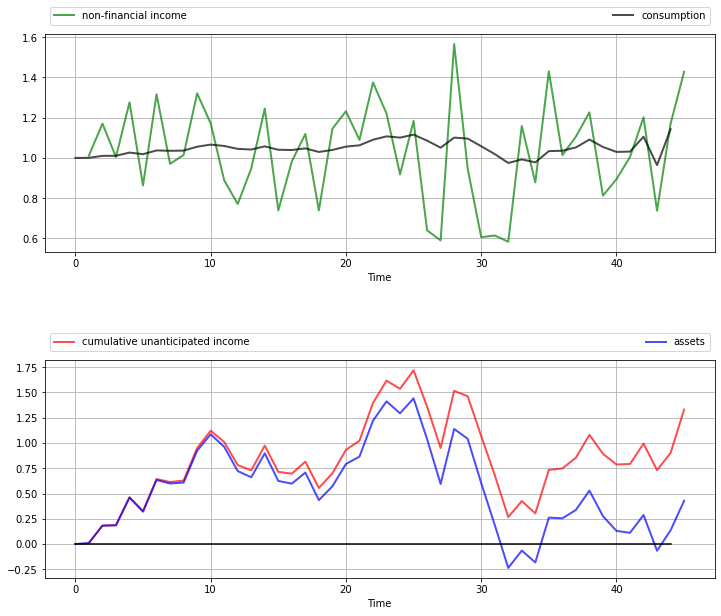 non-financial income consumption
1.6
1.4
1.2
1.0
0.8
0.6
0 10 20 30 40
Time
cumulative unanticipated income assets
1.75
1.50
1.25
1.00
0.75
0.50
0.25
0.00
−0.25
0 10 20 30 40
Time